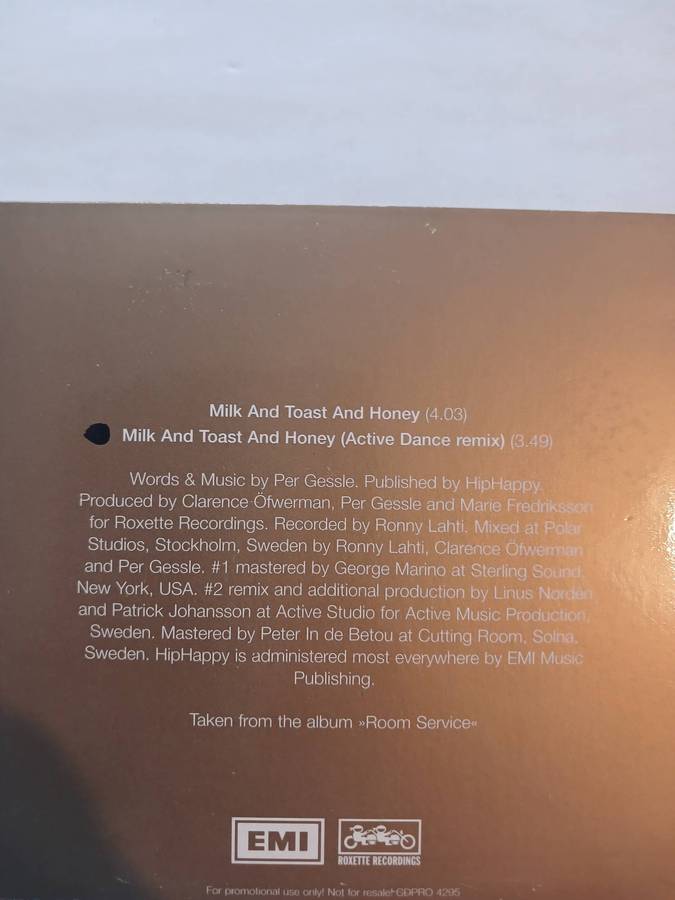 Milk And Toast And Honey (4.03)
Milk And Toast And Honey (Active Dance remix) (3.49)
Words & Music by Per Gessle. Published by HipHappy.
Produced by Clarence Öfwerman, Per Gessle and Marie Fredriksson
for Roxette Recordings. Recorded by Ronny Lahti. Mixed at Polar
Studios, Stockholm, Sweden by Ronny Lahti, Clarence Öfwerman
and Per Gessle. #1 mastered by George Marino at Sterling Sound,
New York, USA. #2 remix and additional production by Linus Nordén
and Patrick Johansson at Active Studio for Active Music Production,
Sweden. Mastered by Peter In de Betou at Cutting Room, Solna,
Sweden. HipHappy is administered most everywhere by EMI Music
Publishing.
Taken from the album »Room Service«
EMI
ROXETTE RECORDINGS
For promotional use only! Not for resale! CDPRO 4295